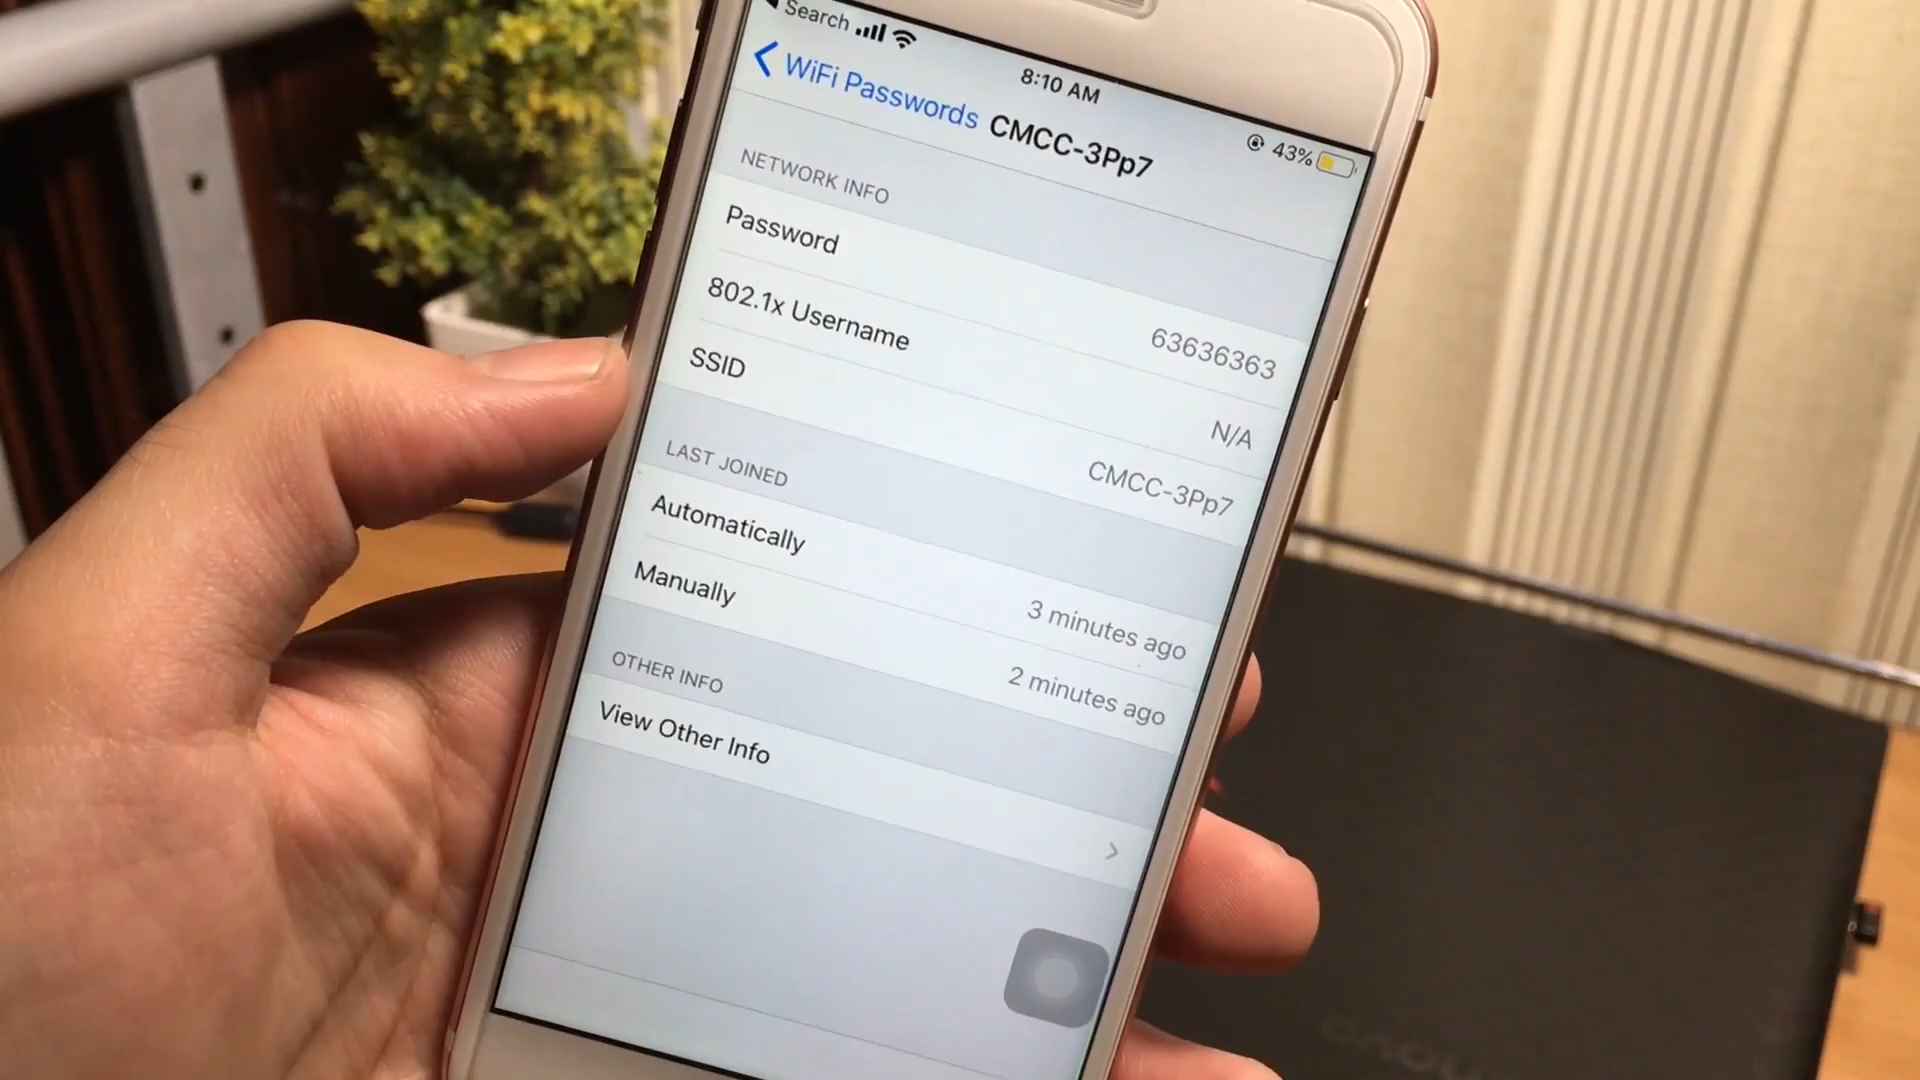 Search
8:10 AM
43%
WiFi Passwords
CMCC-3Pp7
NETWORK INFO
Password
63636363
802.1x Username
N/A
SSID
CMCC-3Pp7
LAST JOINED
Automatically
3 minutes ago
Manually
2 minutes ago
OTHER INFO
View Other Info